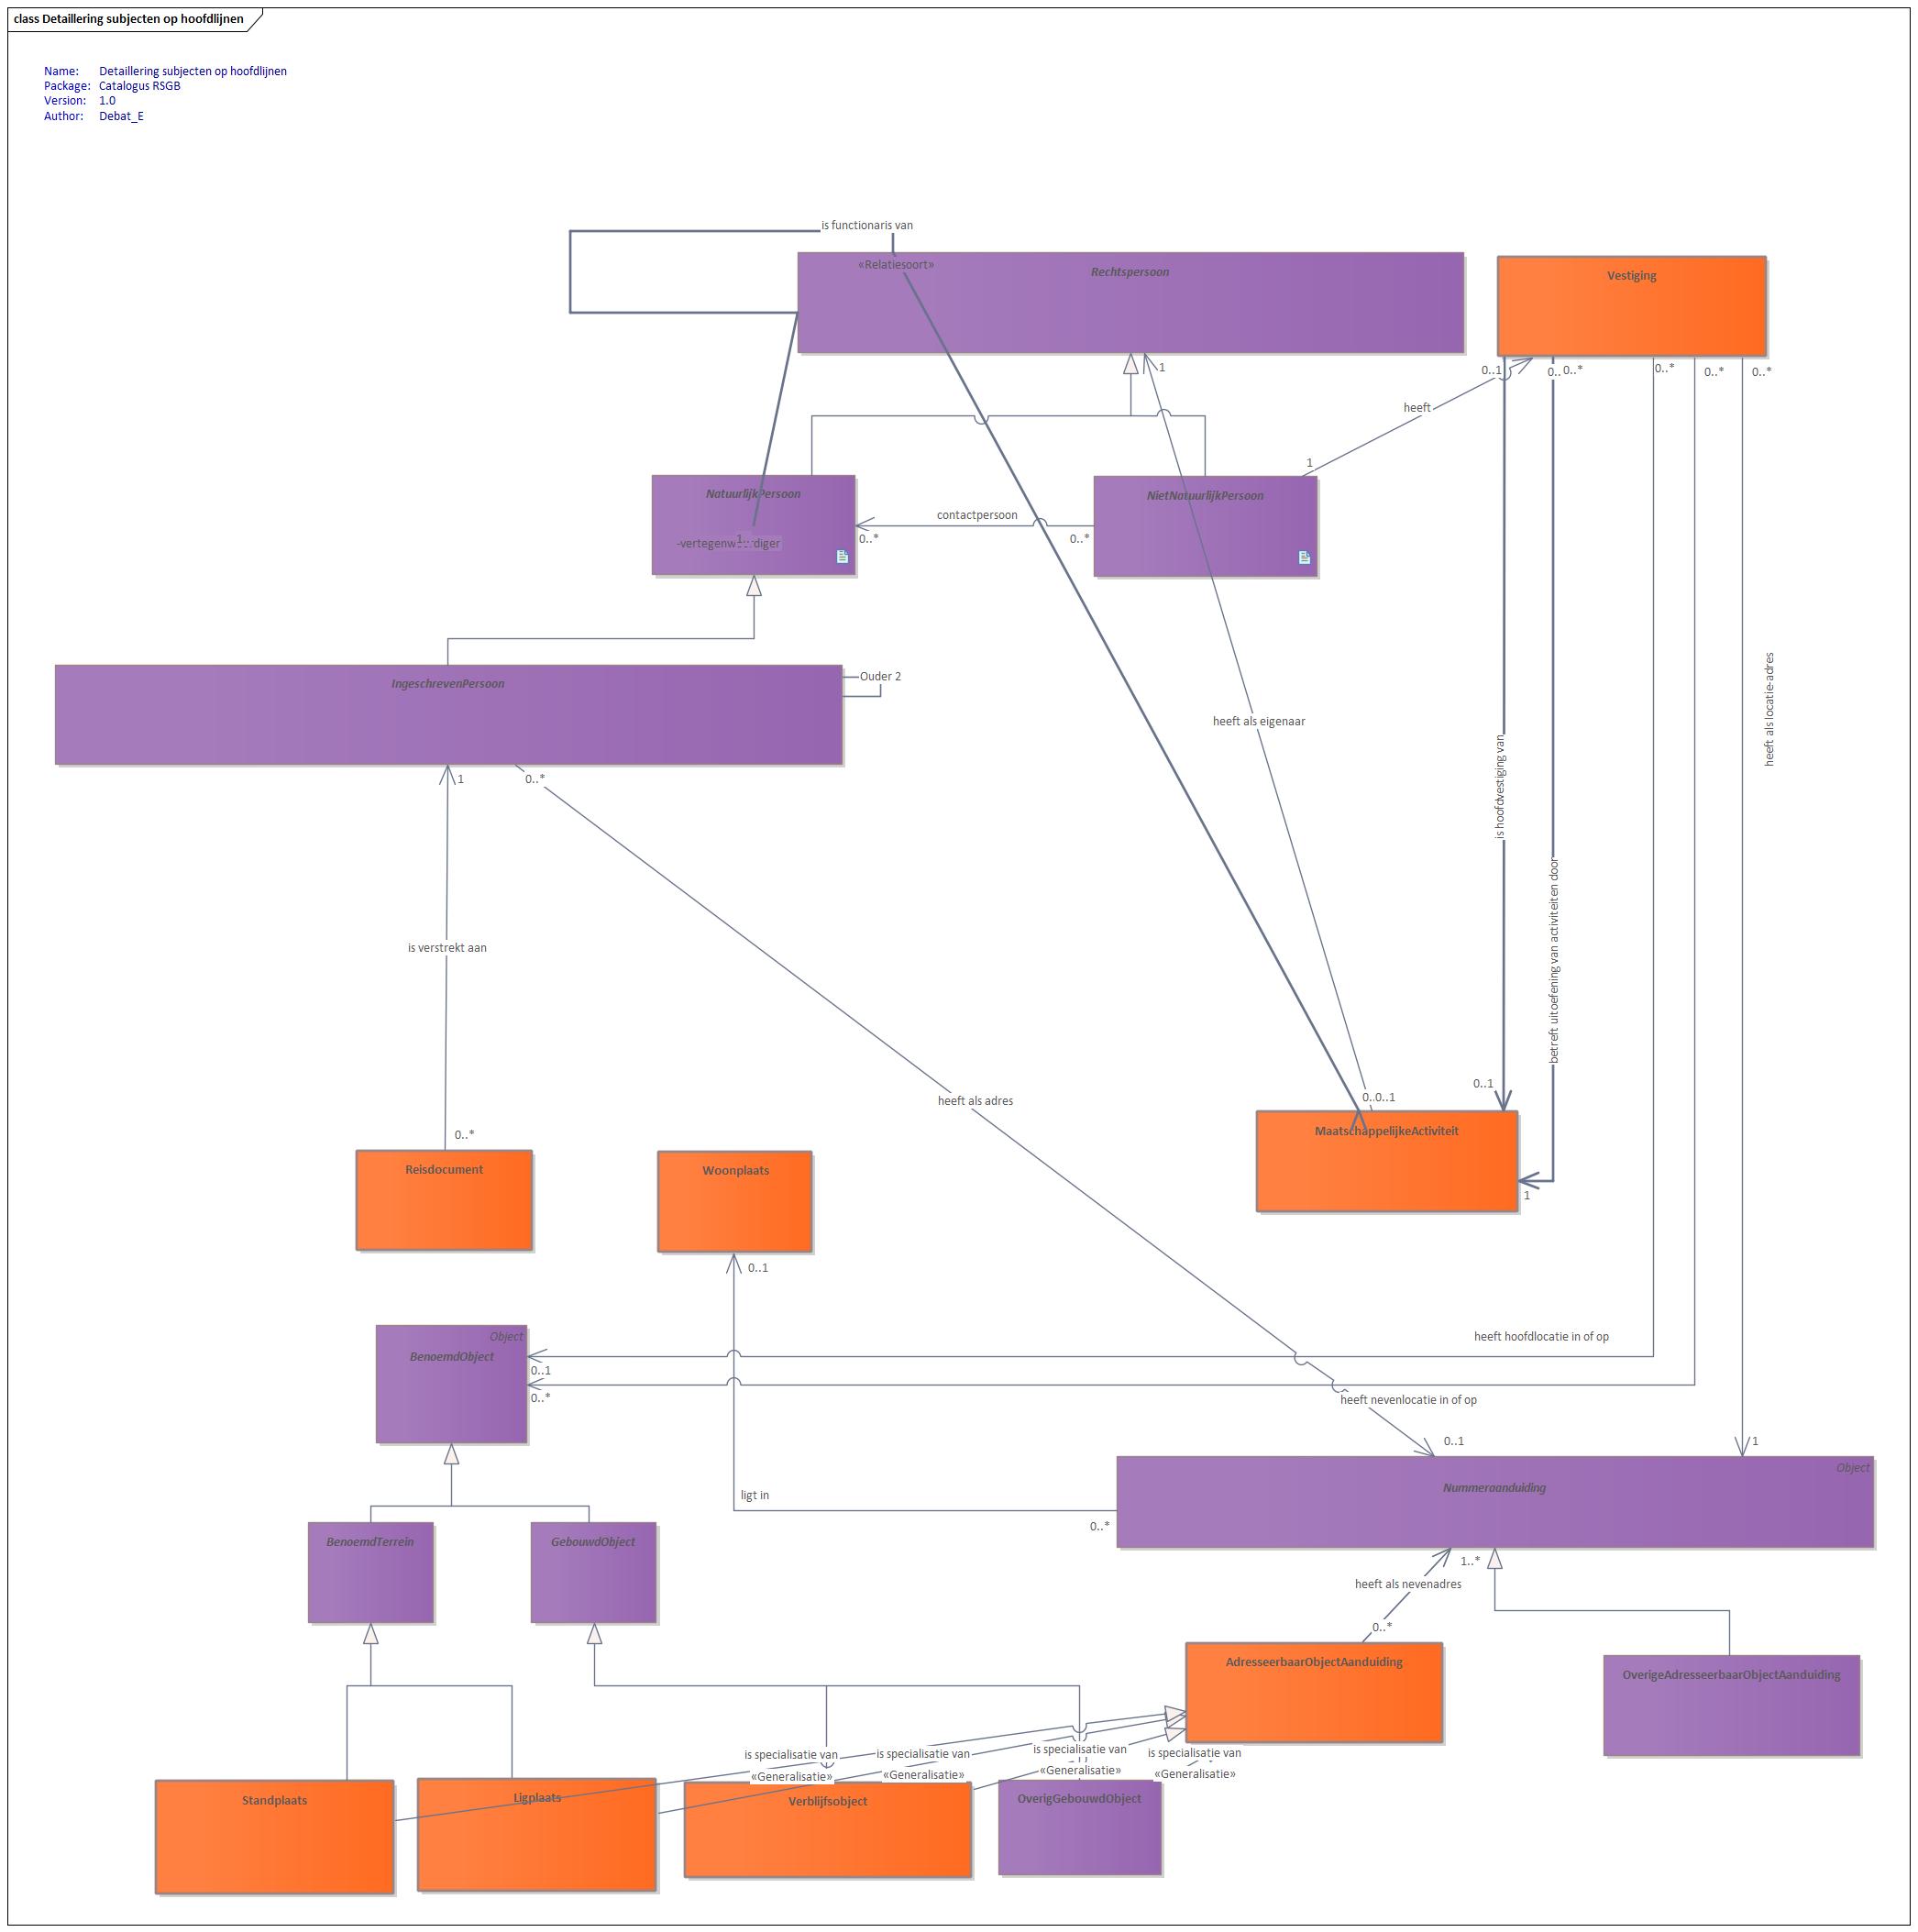 class Detaillering subjecten op hoofdlijnen
Name: Detaillering subjecten op hoofdlijnen
Package: Catalogus RSGB
Version: 1.0
Author: Debat_E
is functionaris van
«Relatiesoort»
Rechtspersoon
Vestiging
1
0..1
0..
0..*
0..*
0..*
0..*
heeft
1
NatuurlijkPersoon
NietNatuurlijkPersoon
contactpersoon
0..*
0..*
1..
-vertegenwoordiger
IngeschrevenPersoon
Ouder 2
heeft als locatie-adres
heeft als eigenaar
1
0..*
is hoofdvestiging van
betreft uitoefening van activiteiten door
is verstrekt aan
heeft als adres
0..1
0..0..1
MaatschappelijkeActiviteit
0..*
Reisdocument
Woonplaats
1
0..1
Object
BenoemdObject
heeft hoofdlocatie in of op
0..1
0..*
heeft nevenlocatie in of op
0..1
1
Object
Nummeraanduiding
ligt in
0..*
BenoemdTerrein
GebouwdObject
1..*
heeft als nevenadres
0..*
AdresseerbaarObjectAanduiding
OverigeAdresseerbaarObjectAanduiding
is specialisatie van
is specialisatie van
is specialisatie van
is specialisatie van
«Generalisatie»
«Generalisatie»
«Generalisatie»
«Generalisatie»
Standplaats
Ligplaats
Verblijfsobject
OverigGebouwdObject